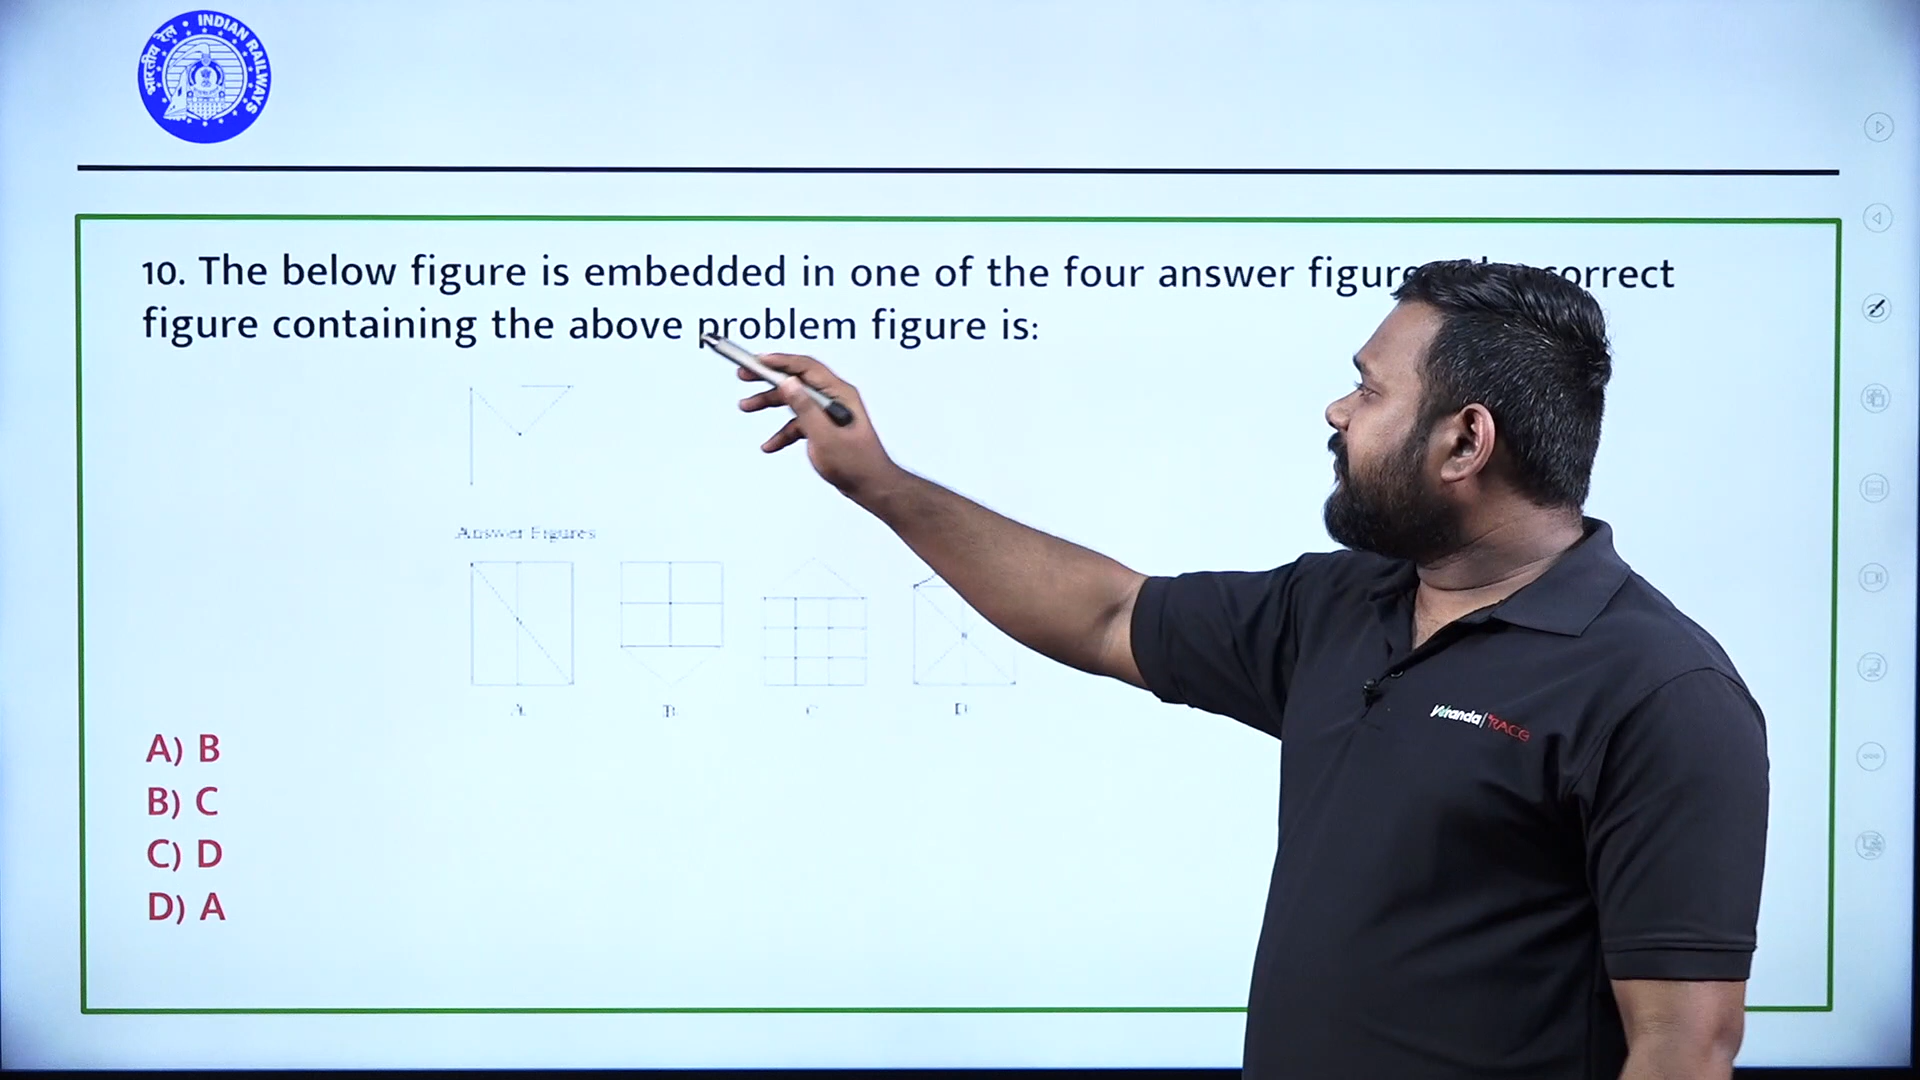 भारतीय रेल • INDIAN RAILWAYS
10. The below figure is embedded in one of the four answer correct
figure containing the above problem figure is:
Answer Figures
A B C D
A) B
B) C
C) D
D) A
Veranda RACE